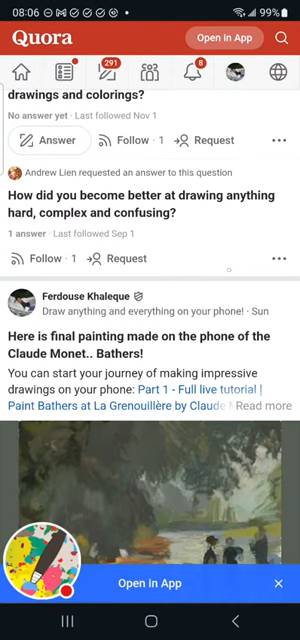 08:06 99%
Quora Open in App
291 8
drawings and colorings?
No answer yet · Last followed Nov 1
Answer Follow · 1 Request
Andrew Lien requested an answer to this question
How did you become better at drawing anything
hard, complex and confusing?
1 answer · Last followed Sep 1
Follow · 1 Request
Ferdouse Khaleque
Draw anything and everything on your phone! · Sun
Here is final painting made on the phone of the
Claude Monet.. Bathers!
You can start your journey of making impressive
drawings on your phone: Part 1 - Full live tutorial |
Paint Bathers at La Grenouillère by Claude M Read more
Open in App